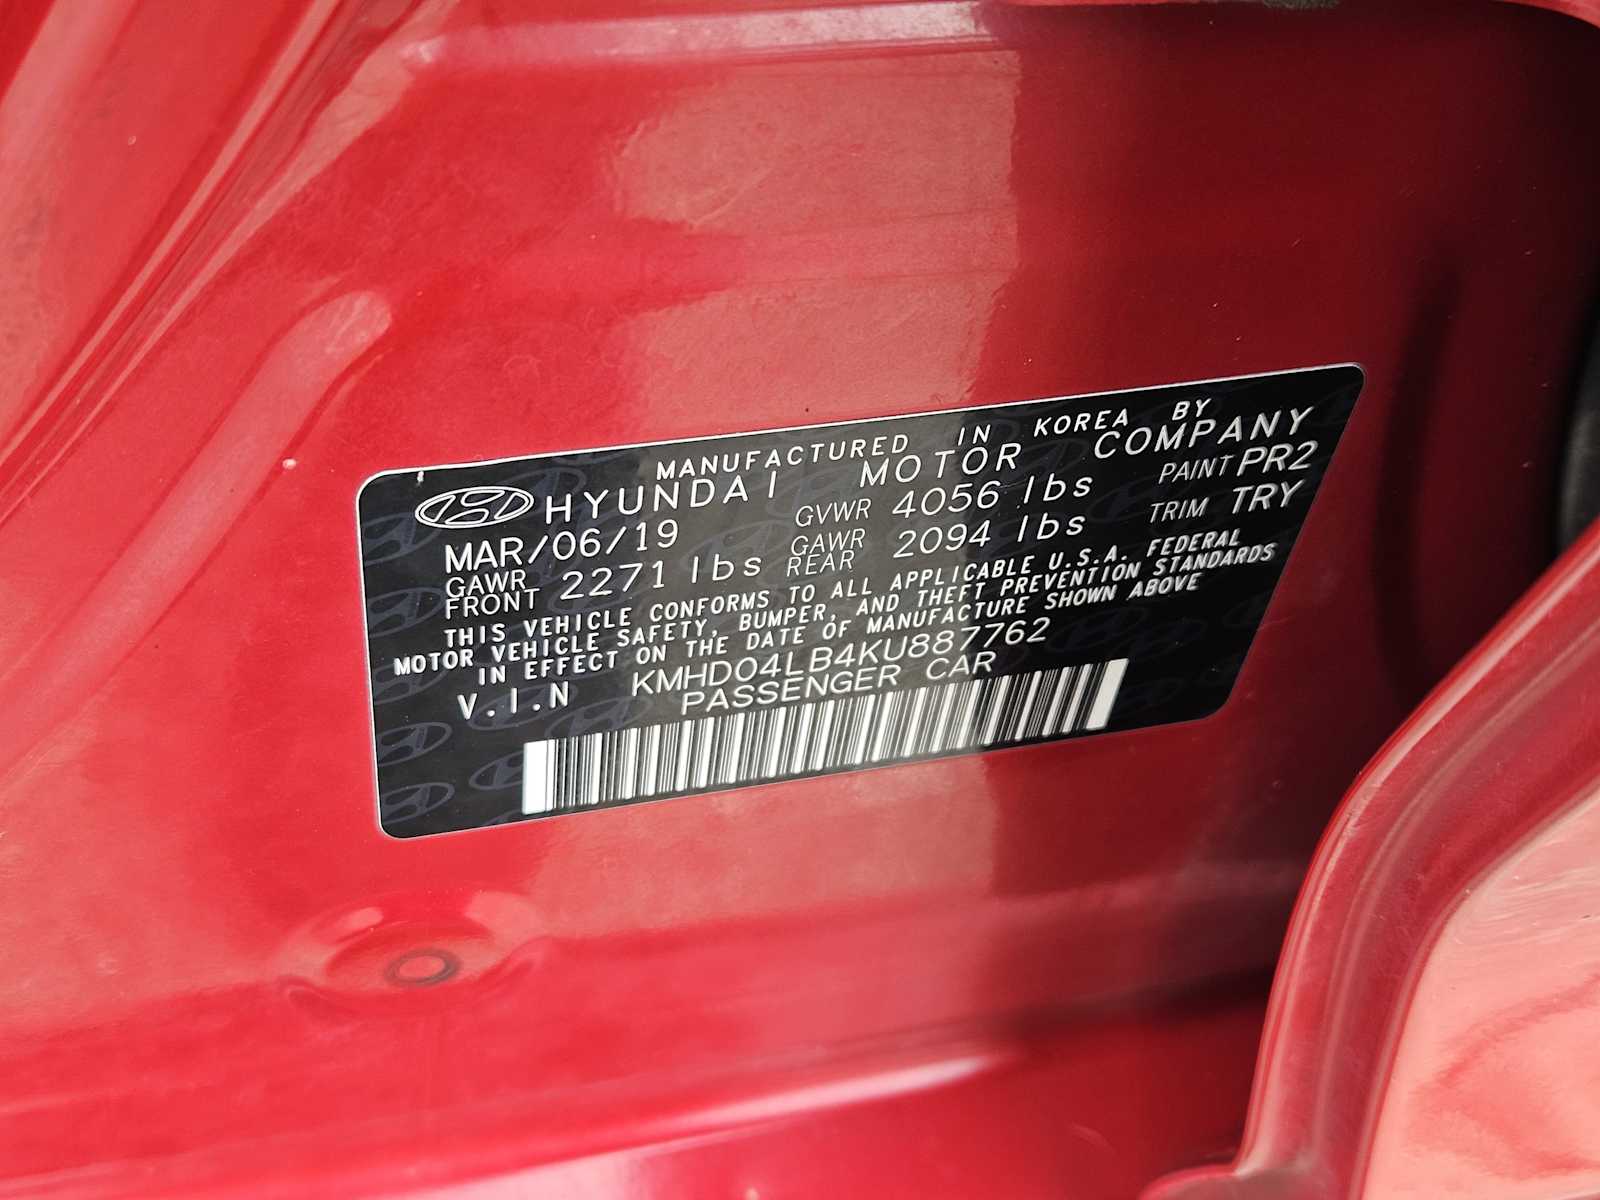 MANUFACTURED IN KOREA BY
HYUNDAI MOTOR COMPANY
MAR/06/19 GVWR 4056 lbs PAINT PR2
GAWR FRONT 2271 lbs GAWR REAR 2094 lbs TRIM TRY
THIS VEHICLE CONFORMS TO ALL APPLICABLE U.S.A. FEDERAL
MOTOR VEHICLE SAFETY, BUMPER, AND THEFT PREVENTION STANDARDS
IN EFFECT ON THE DATE OF MANUFACTURE SHOWN ABOVE
V.I.N KMHD04LB4KU887762
PASSENGER CAR